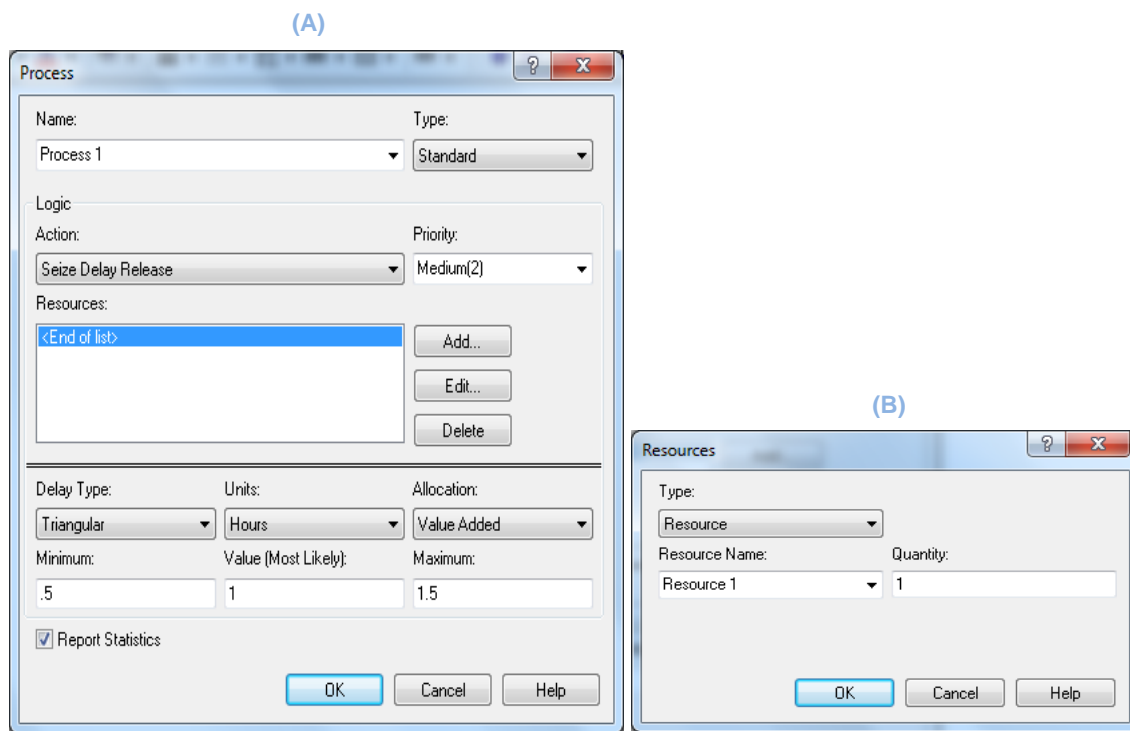 (A)
Process
?
X
Name:
Type:
Process 1
Standard
Logic
Action:
Priority:
Seize Delay Release
Medium(2)
Resources:
<End of list>
Add...
Edit...
Delete
Delay Type:
Units:
Allocation:
Triangular
Hours
Value Added
Minimum:
Value (Most Likely):
Maximum:
.5
1
1.5
Report Statistics
OK
Cancel
Help
(B)
Resources
?
X
Type:
Resource
Resource Name:
Quantity:
Resource 1
1
OK
Cancel
Help